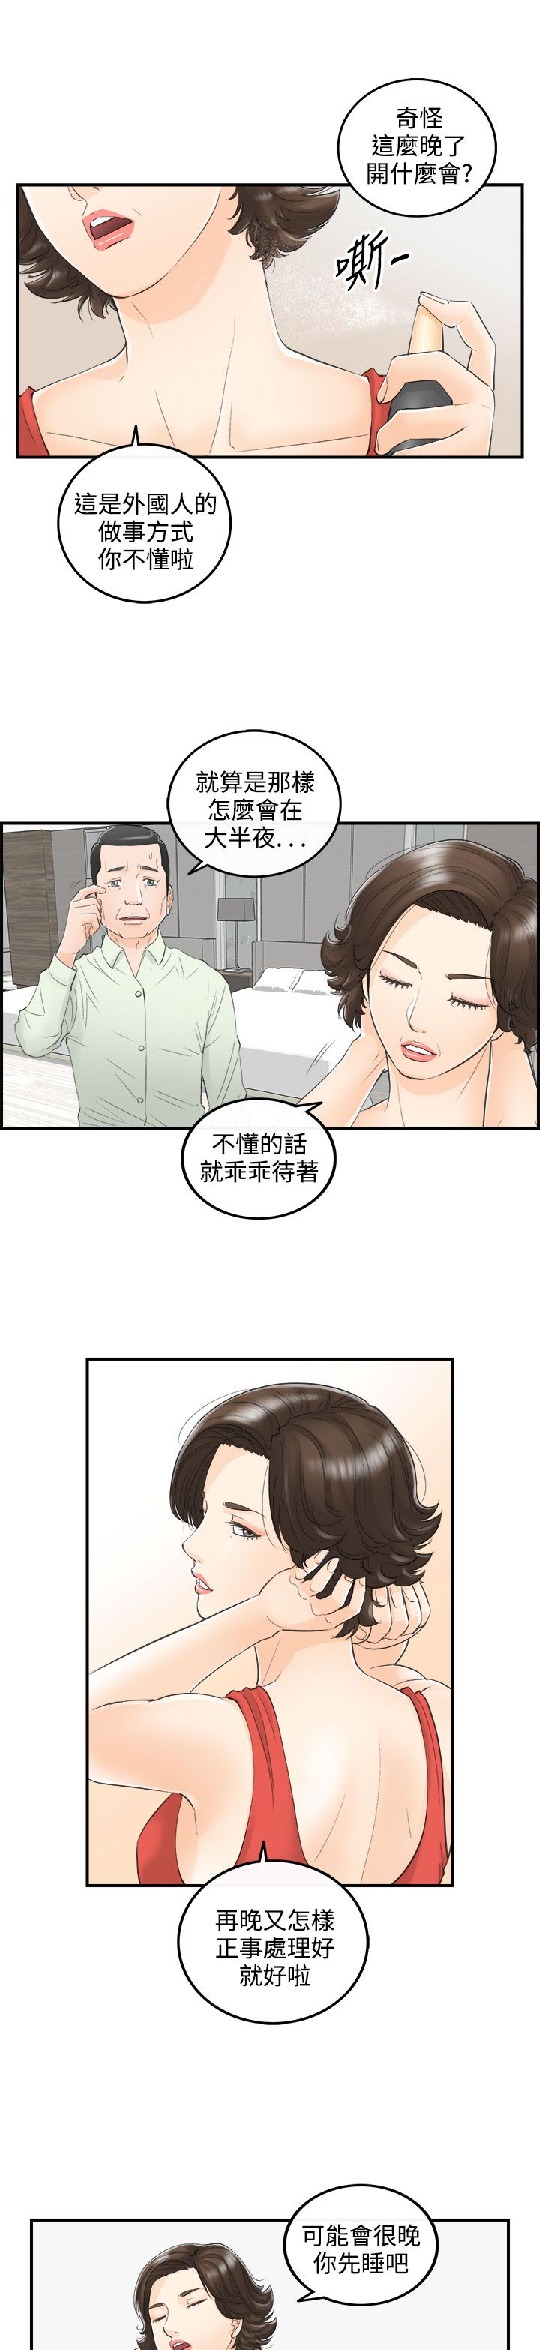 奇怪
這麼晚了
開什麼會?
嘶-
這是外國人的
做事方式
你不懂啦
就算是那樣
怎麼會在
大半夜...
不懂的話
就乖乖待著
再晚又怎樣
正事處理好
就好啦
可能會很晚
你先睡吧